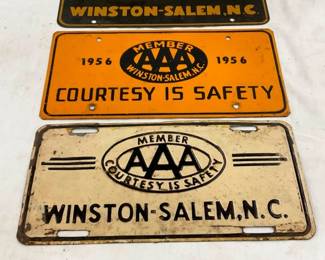 WINSTON-SALEM, N.C.
MEMBER
1956 AAA 1956
WINSTON-SALEM, N.C.
COURTESY IS SAFETY
MEMBER
AAA
COURTESY IS SAFETY
WINSTON-SALEM, N.C.